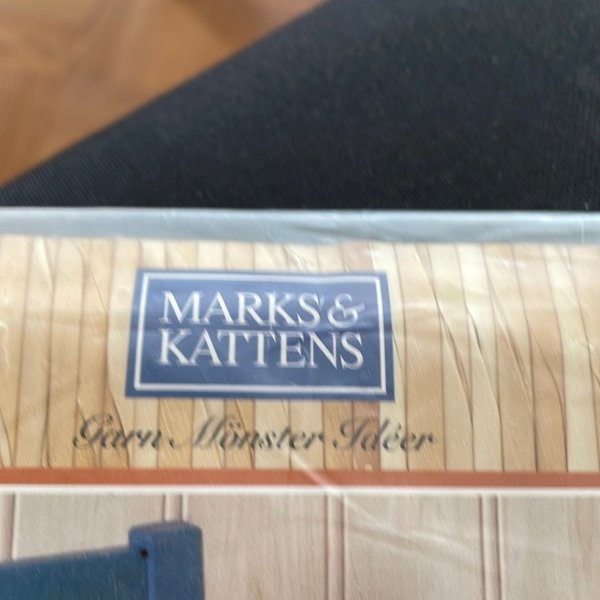 MARKS &
KATTENS
Garn Mönster Idéer